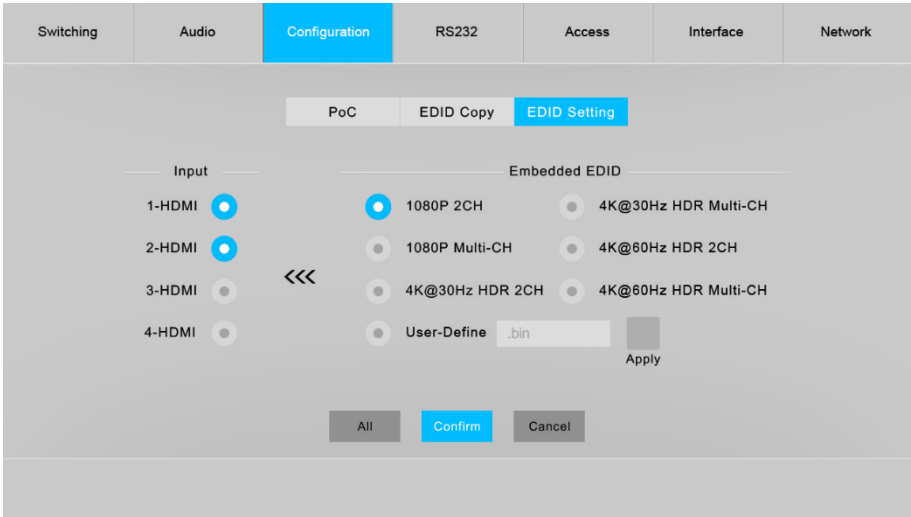 Switching Audio Configuration RS232 Access Interface Network
PoC EDID Copy EDID Setting
Input Embedded EDID
1-HDMI 1080P 2CH 4K@30Hz HDR Multi-CH
2-HDMI 1080P Multi-CH 4K@60Hz HDR 2CH
<<<
3-HDMI 4K@30Hz HDR 2CH 4K@60Hz HDR Multi-CH
4-HDMI User-Define .bin
Apply
All Confirm Cancel